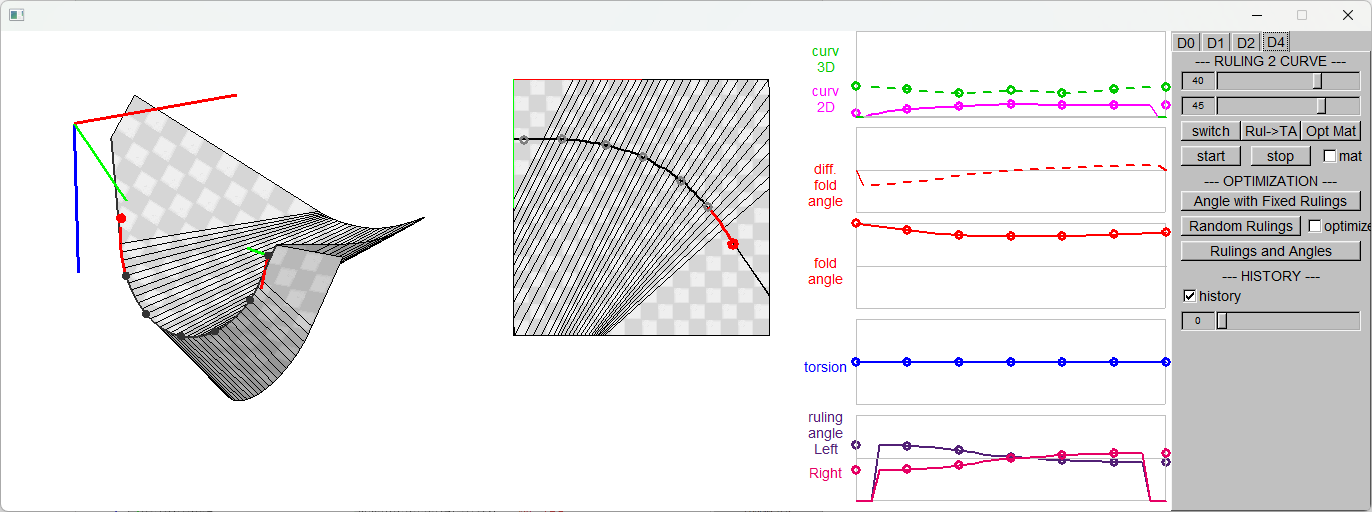 curv
3D
curv
2D
diff.
fold
angle
fold
angle
torsion
ruling
angle
Left
Right
D0 D1 D2 D4
--- RULING 2 CURVE ---
40
45
switch Rul->TA Opt Mat
start stop mat
--- OPTIMIZATION ---
Angle with Fixed Rulings
Random Rulings optimize
Rulings and Angles
--- HISTORY ---
history
0